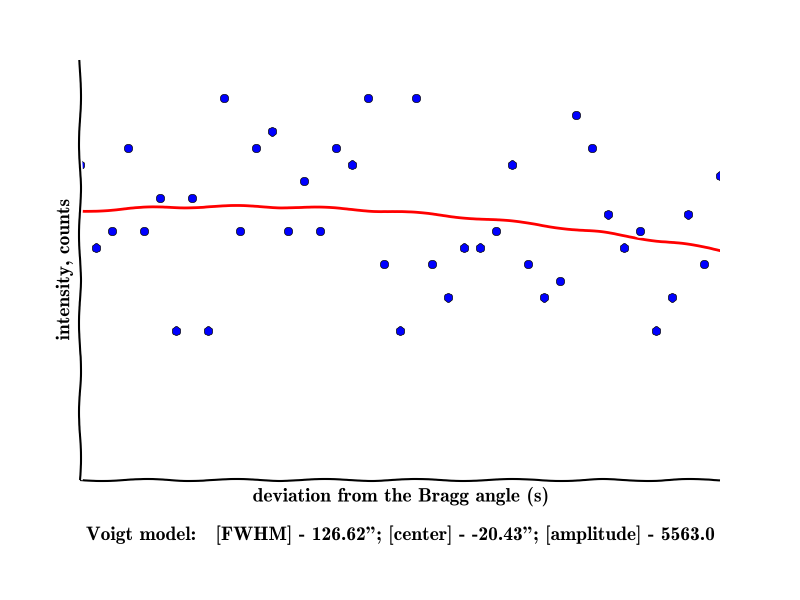 intensity, counts
deviation from the Bragg angle (s)
Voigt model: [FWHM] - 126.62”; [center] - -20.43”; [amplitude] - 5563.0